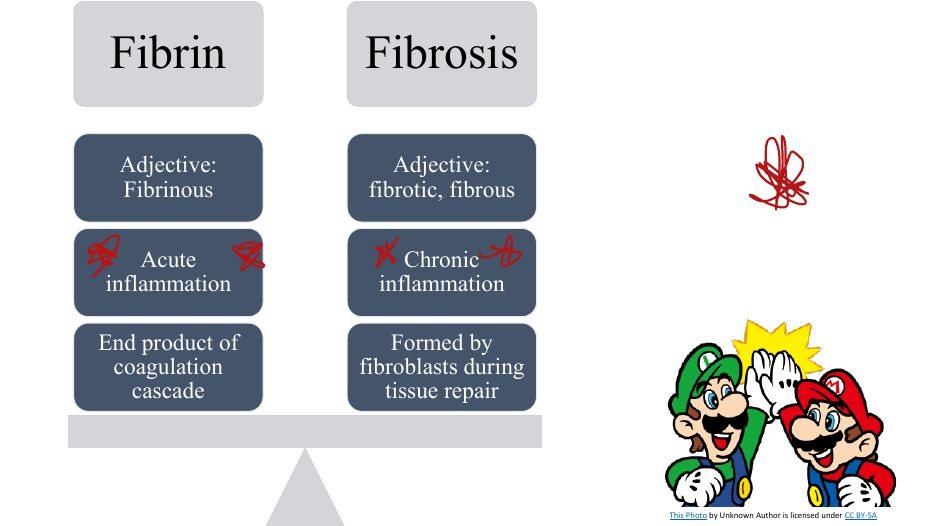 Fibrin
Fibrosis
Adjective:
Fibrinous
Adjective:
fibrotic, fibrous
Acute
inflammation
Chronic
inflammation
End product of
coagulation
cascade
Formed by
fibroblasts during
tissue repair
L
M
This Photo by Unknown Author is licensed under CC BY-SA